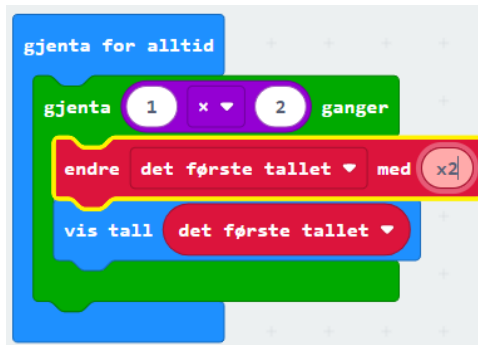 gjenta for alltid
gjenta 1 × 2 ganger
endre det første tallet med x2
vis tall det første tallet